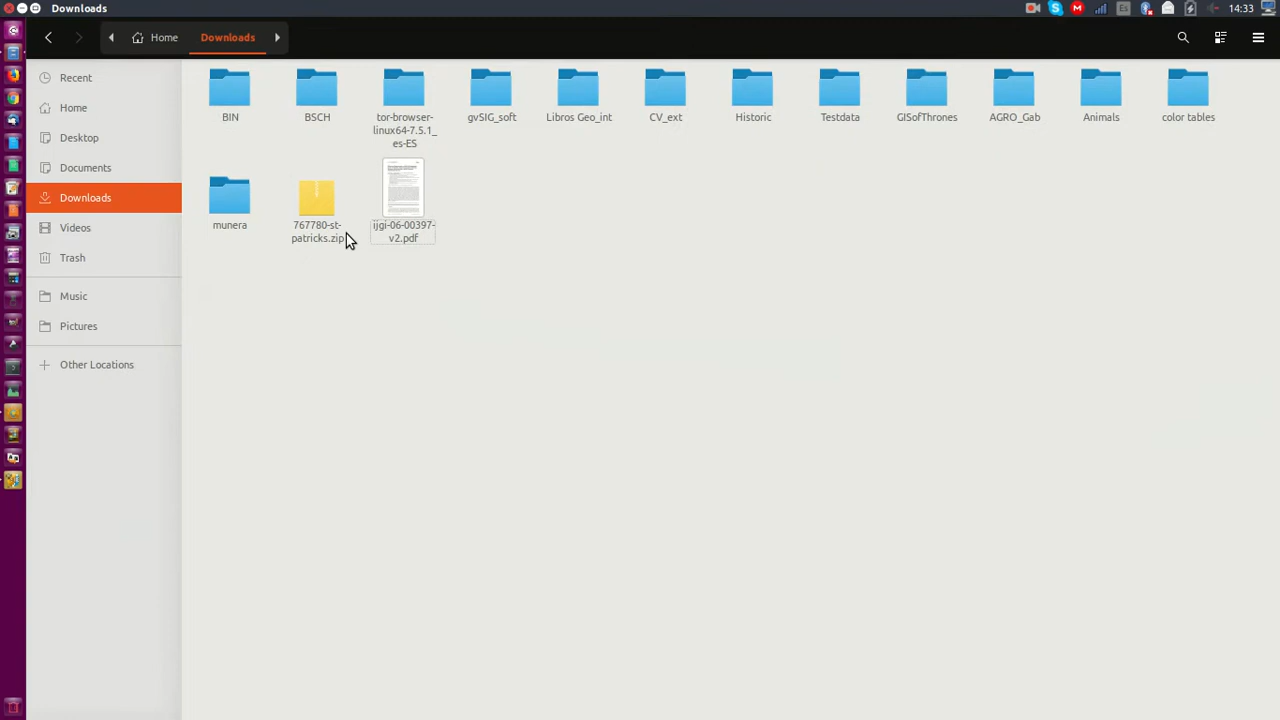 Downloads
Es
14:33
Home
Downloads
Recent
Home
Desktop
Documents
Downloads
Videos
Trash
Music
Pictures
Other Locations
BIN
BSCH
tor-browser-
linux64-7.5.1_
es-ES
gvSIG_soft
Libros Geo_int
CV_ext
Historic
Testdata
GISofThrones
AGRO_Gab
Animals
color tables
munera
767780-st-
patricks.zip
ijgi-06-00397-
v2.pdf